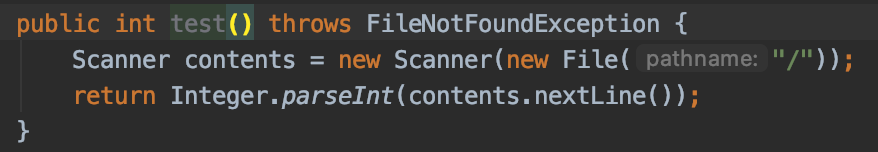 public int test() throws FileNotFoundException {
    Scanner contents = new Scanner(new File( pathname: "/"));
    return Integer.parseInt(contents.nextLine());
}